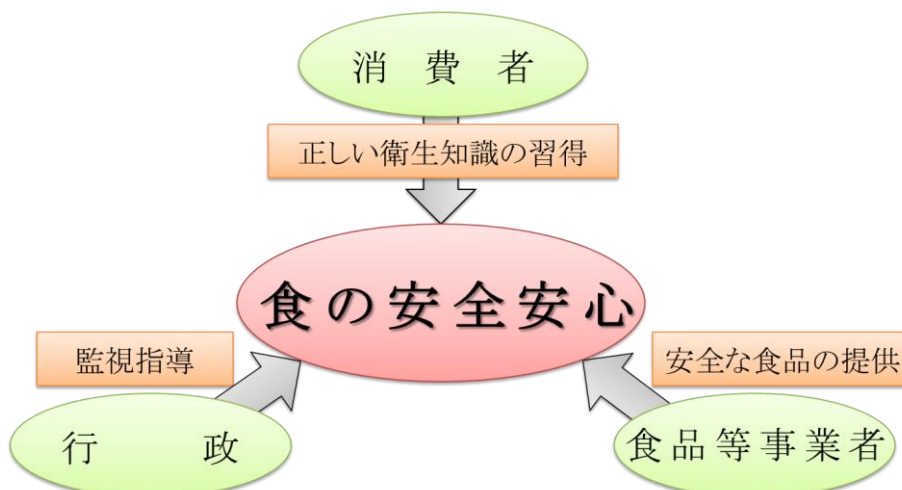 消費者
正しい衛生知識の習得
食の安全安心
監視指導
安全な食品の提供
行政
食品等事業者